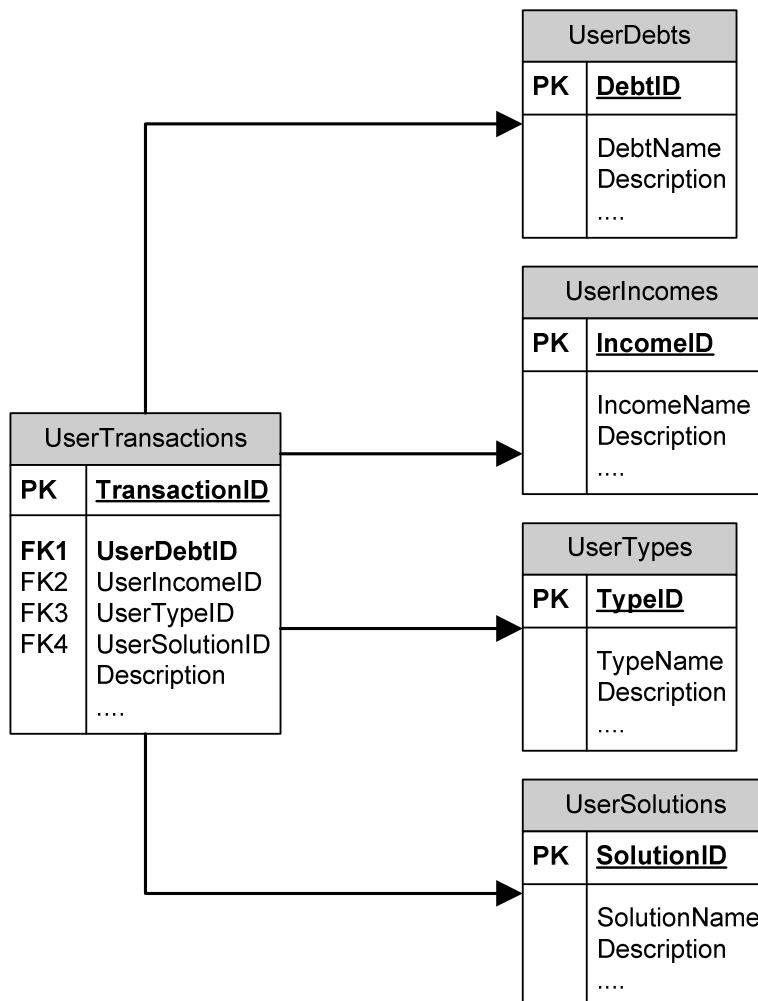 UserDebts
PK DebtID
DebtName
Description
....
UserIncomes
PK IncomeID
IncomeName
Description
....
UserTransactions
PK TransactionID
FK1 UserDebtID
FK2 UserIncomeID
FK3 UserTypeID
FK4 UserSolutionID
Description
....
UserTypes
PK TypeID
TypeName
Description
....
UserSolutions
PK SolutionID
SolutionName
Description
....